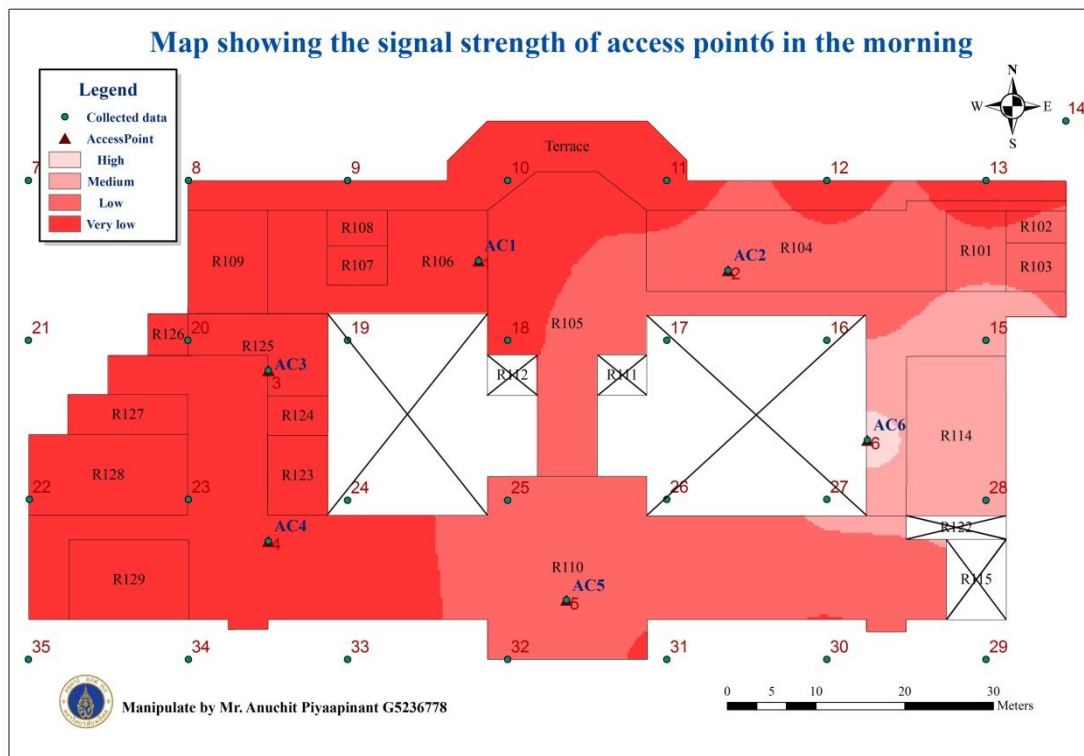 Map showing the signal strength of access point6 in the morning
Legend
Collected data
AccessPoint
High
Medium
Low
Very low
N
W E
S
14
7 8 9 10 11 12 13
Terrace
R108
R109 R107 R106 AC1 1
AC2 2 R104 R101 R102
R103
21 R126 20 R125 19 18 R105 17 16 15
AC3 3
R112 R111
R127 R124
R128 R123
AC6 6 R114
22 23 24 25 26 27 28
AC4 4
R122
R129
R110
AC5 5
R115
35 34 33 32 31 30 29
Manipulate by Mr. Anuchit Piyaapinant G5236778
0 5 10 20 30
Meters